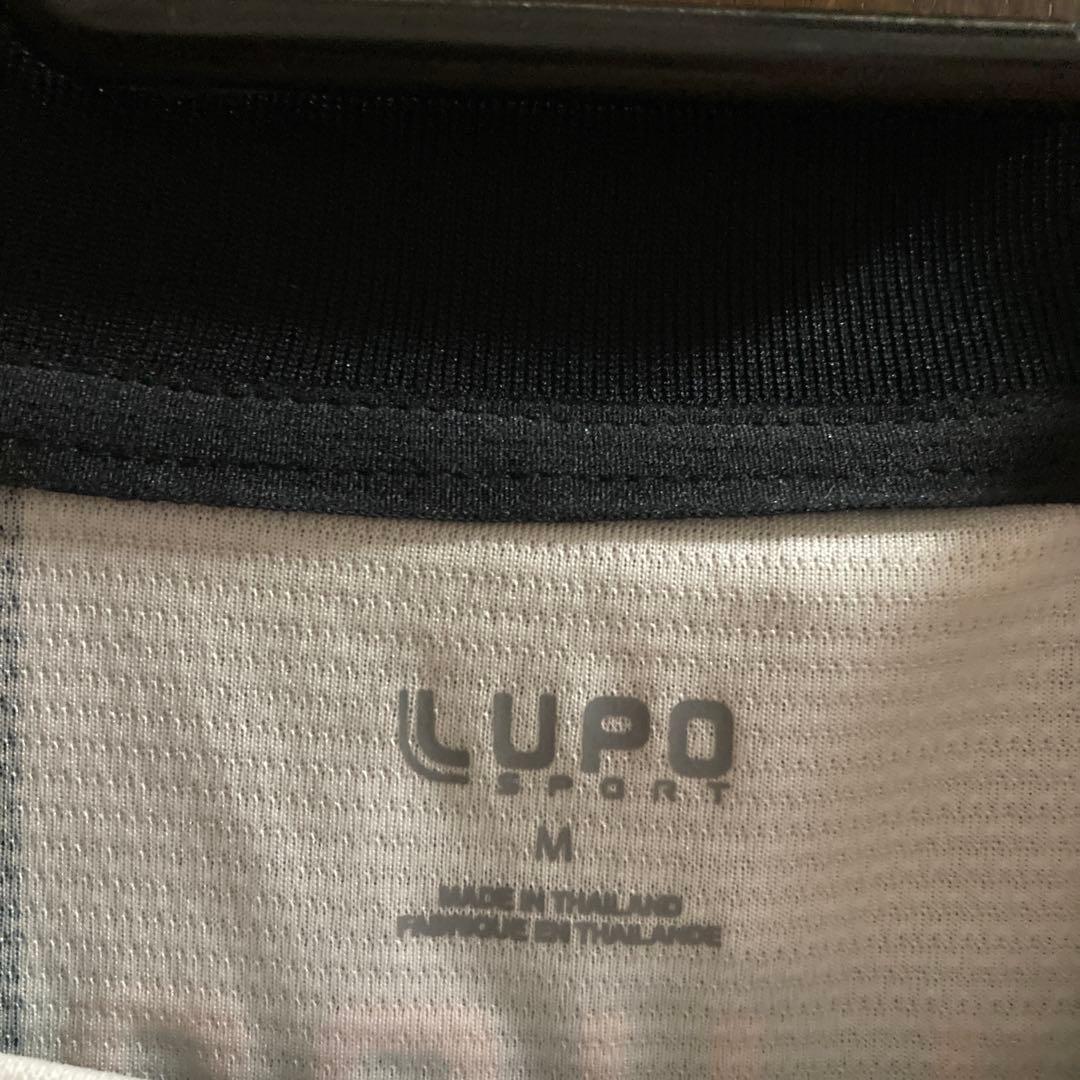 LUPO
SPORT
M
MADE IN THAILAND
FABRIQUE EN THAILANDE